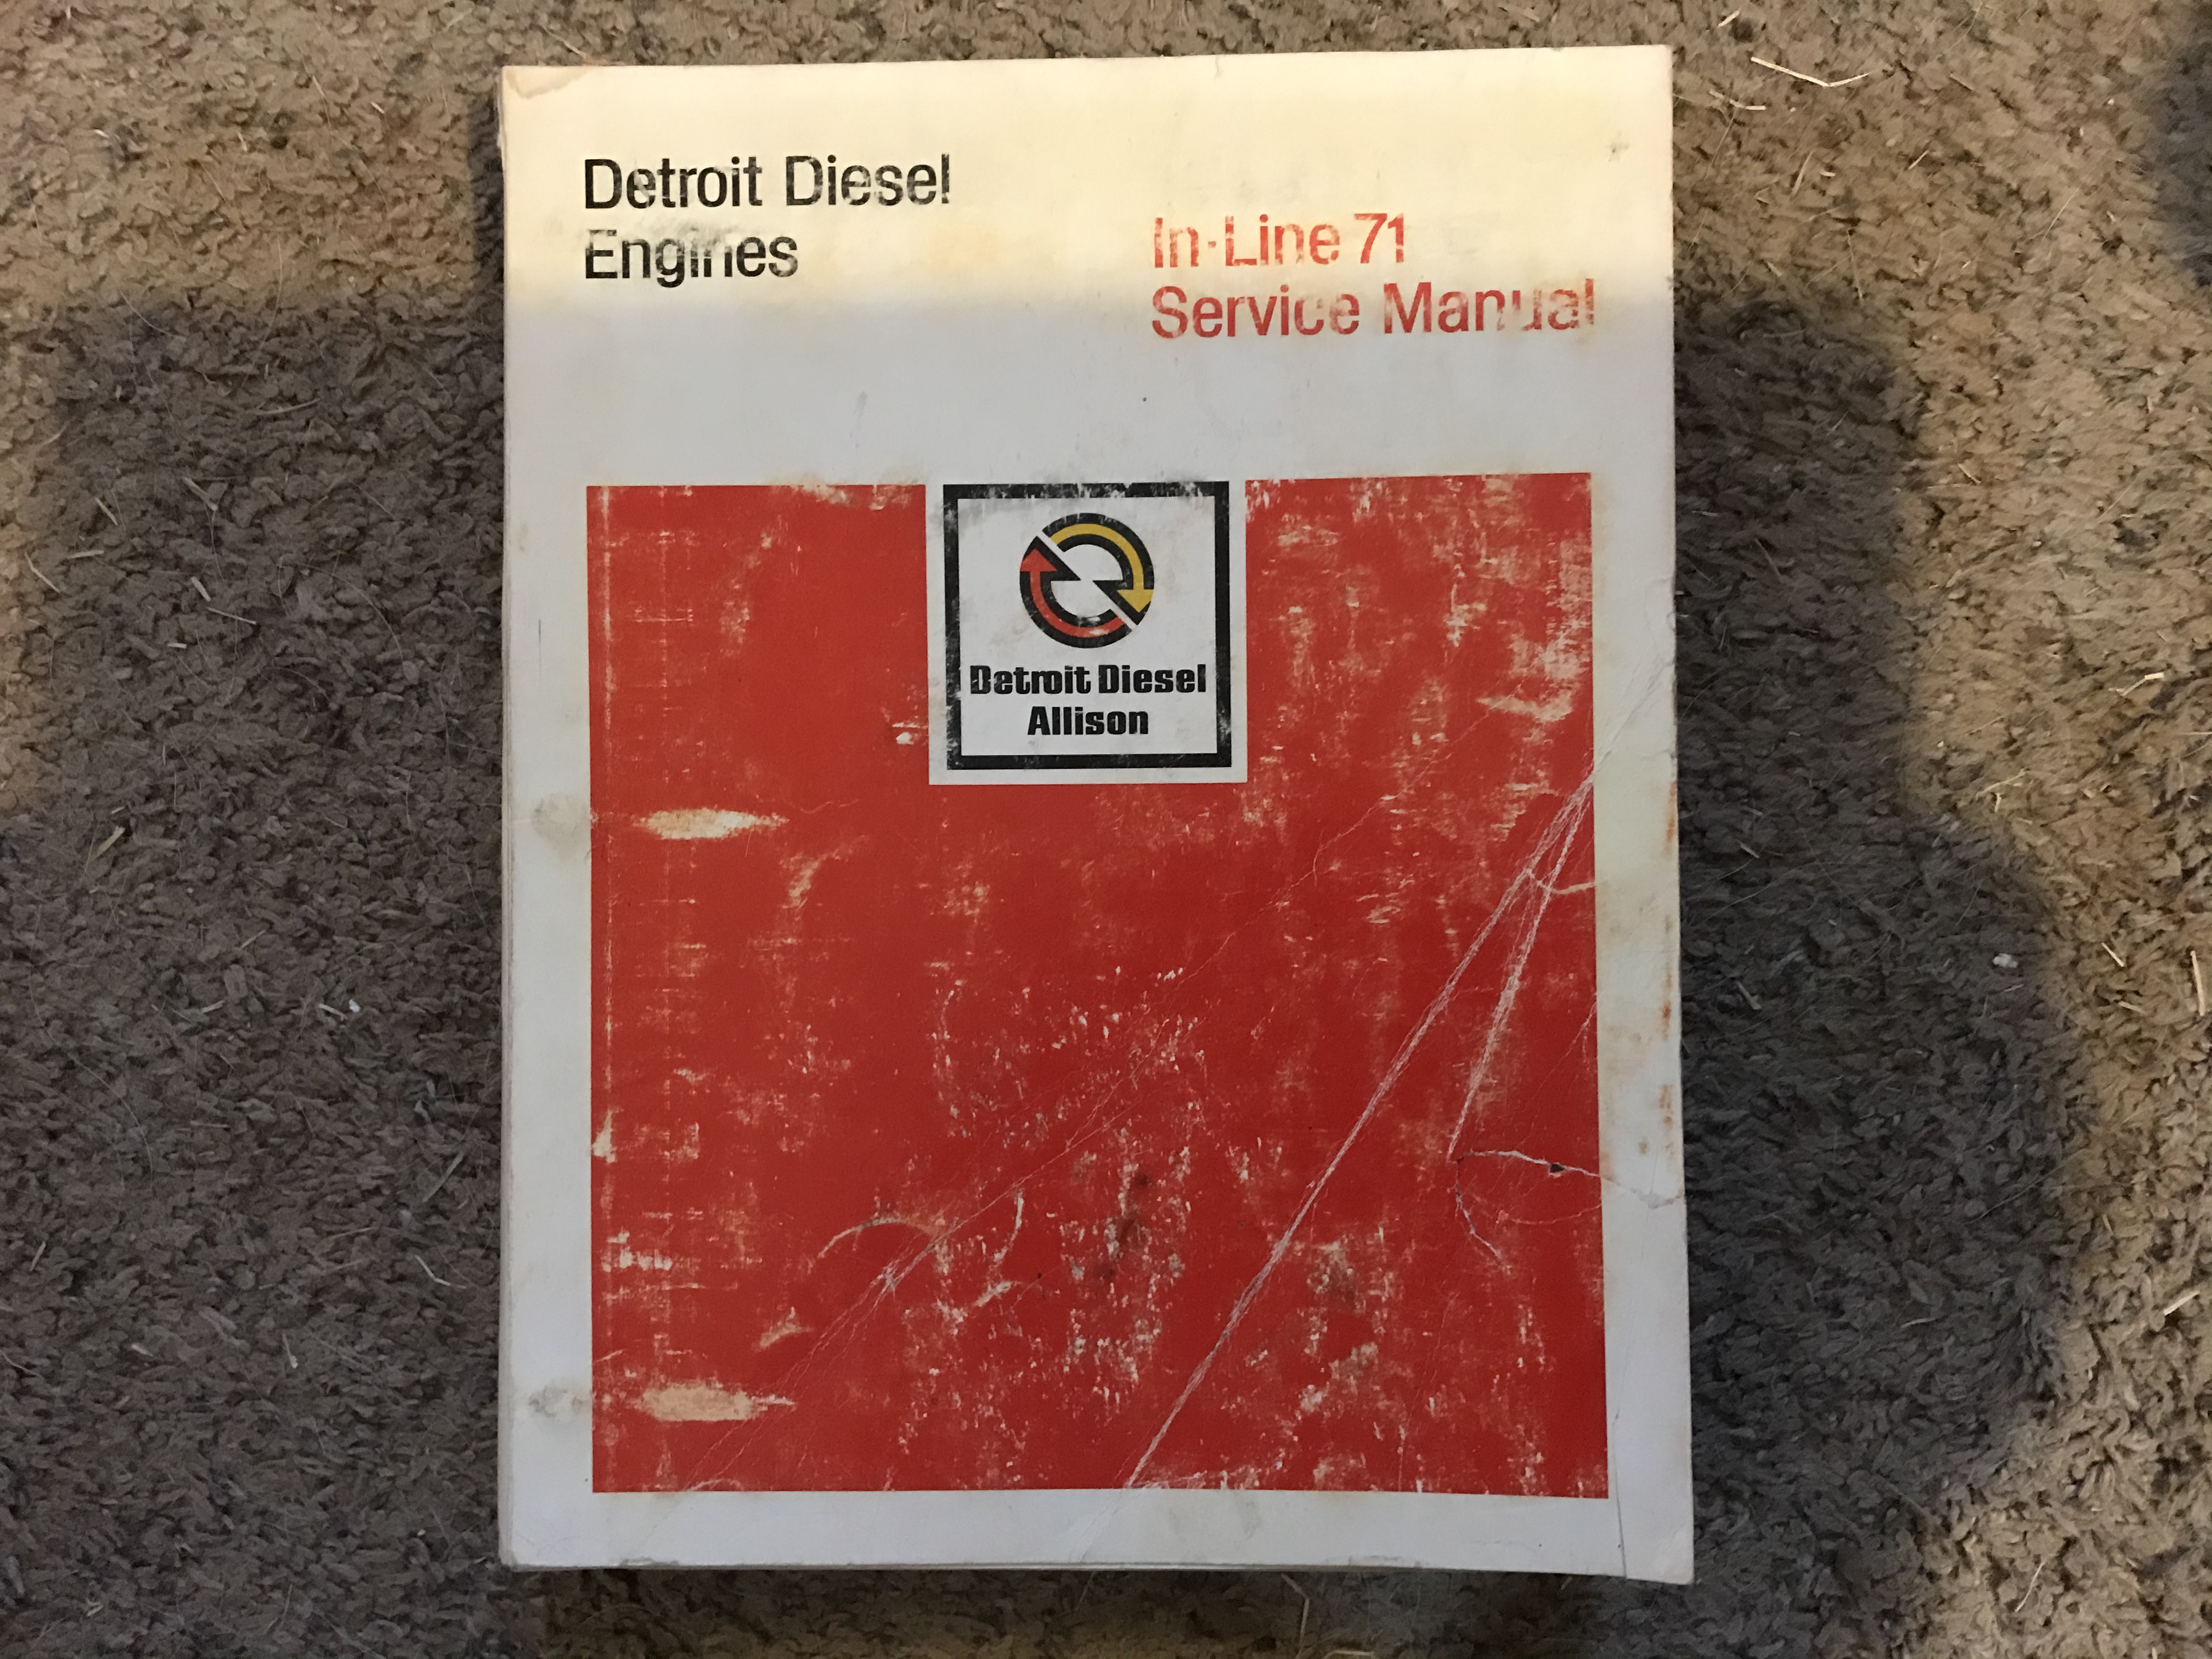 Detroit Diesel
Engines
In-Line 71
Service Manual
Detroit Diesel
Allison